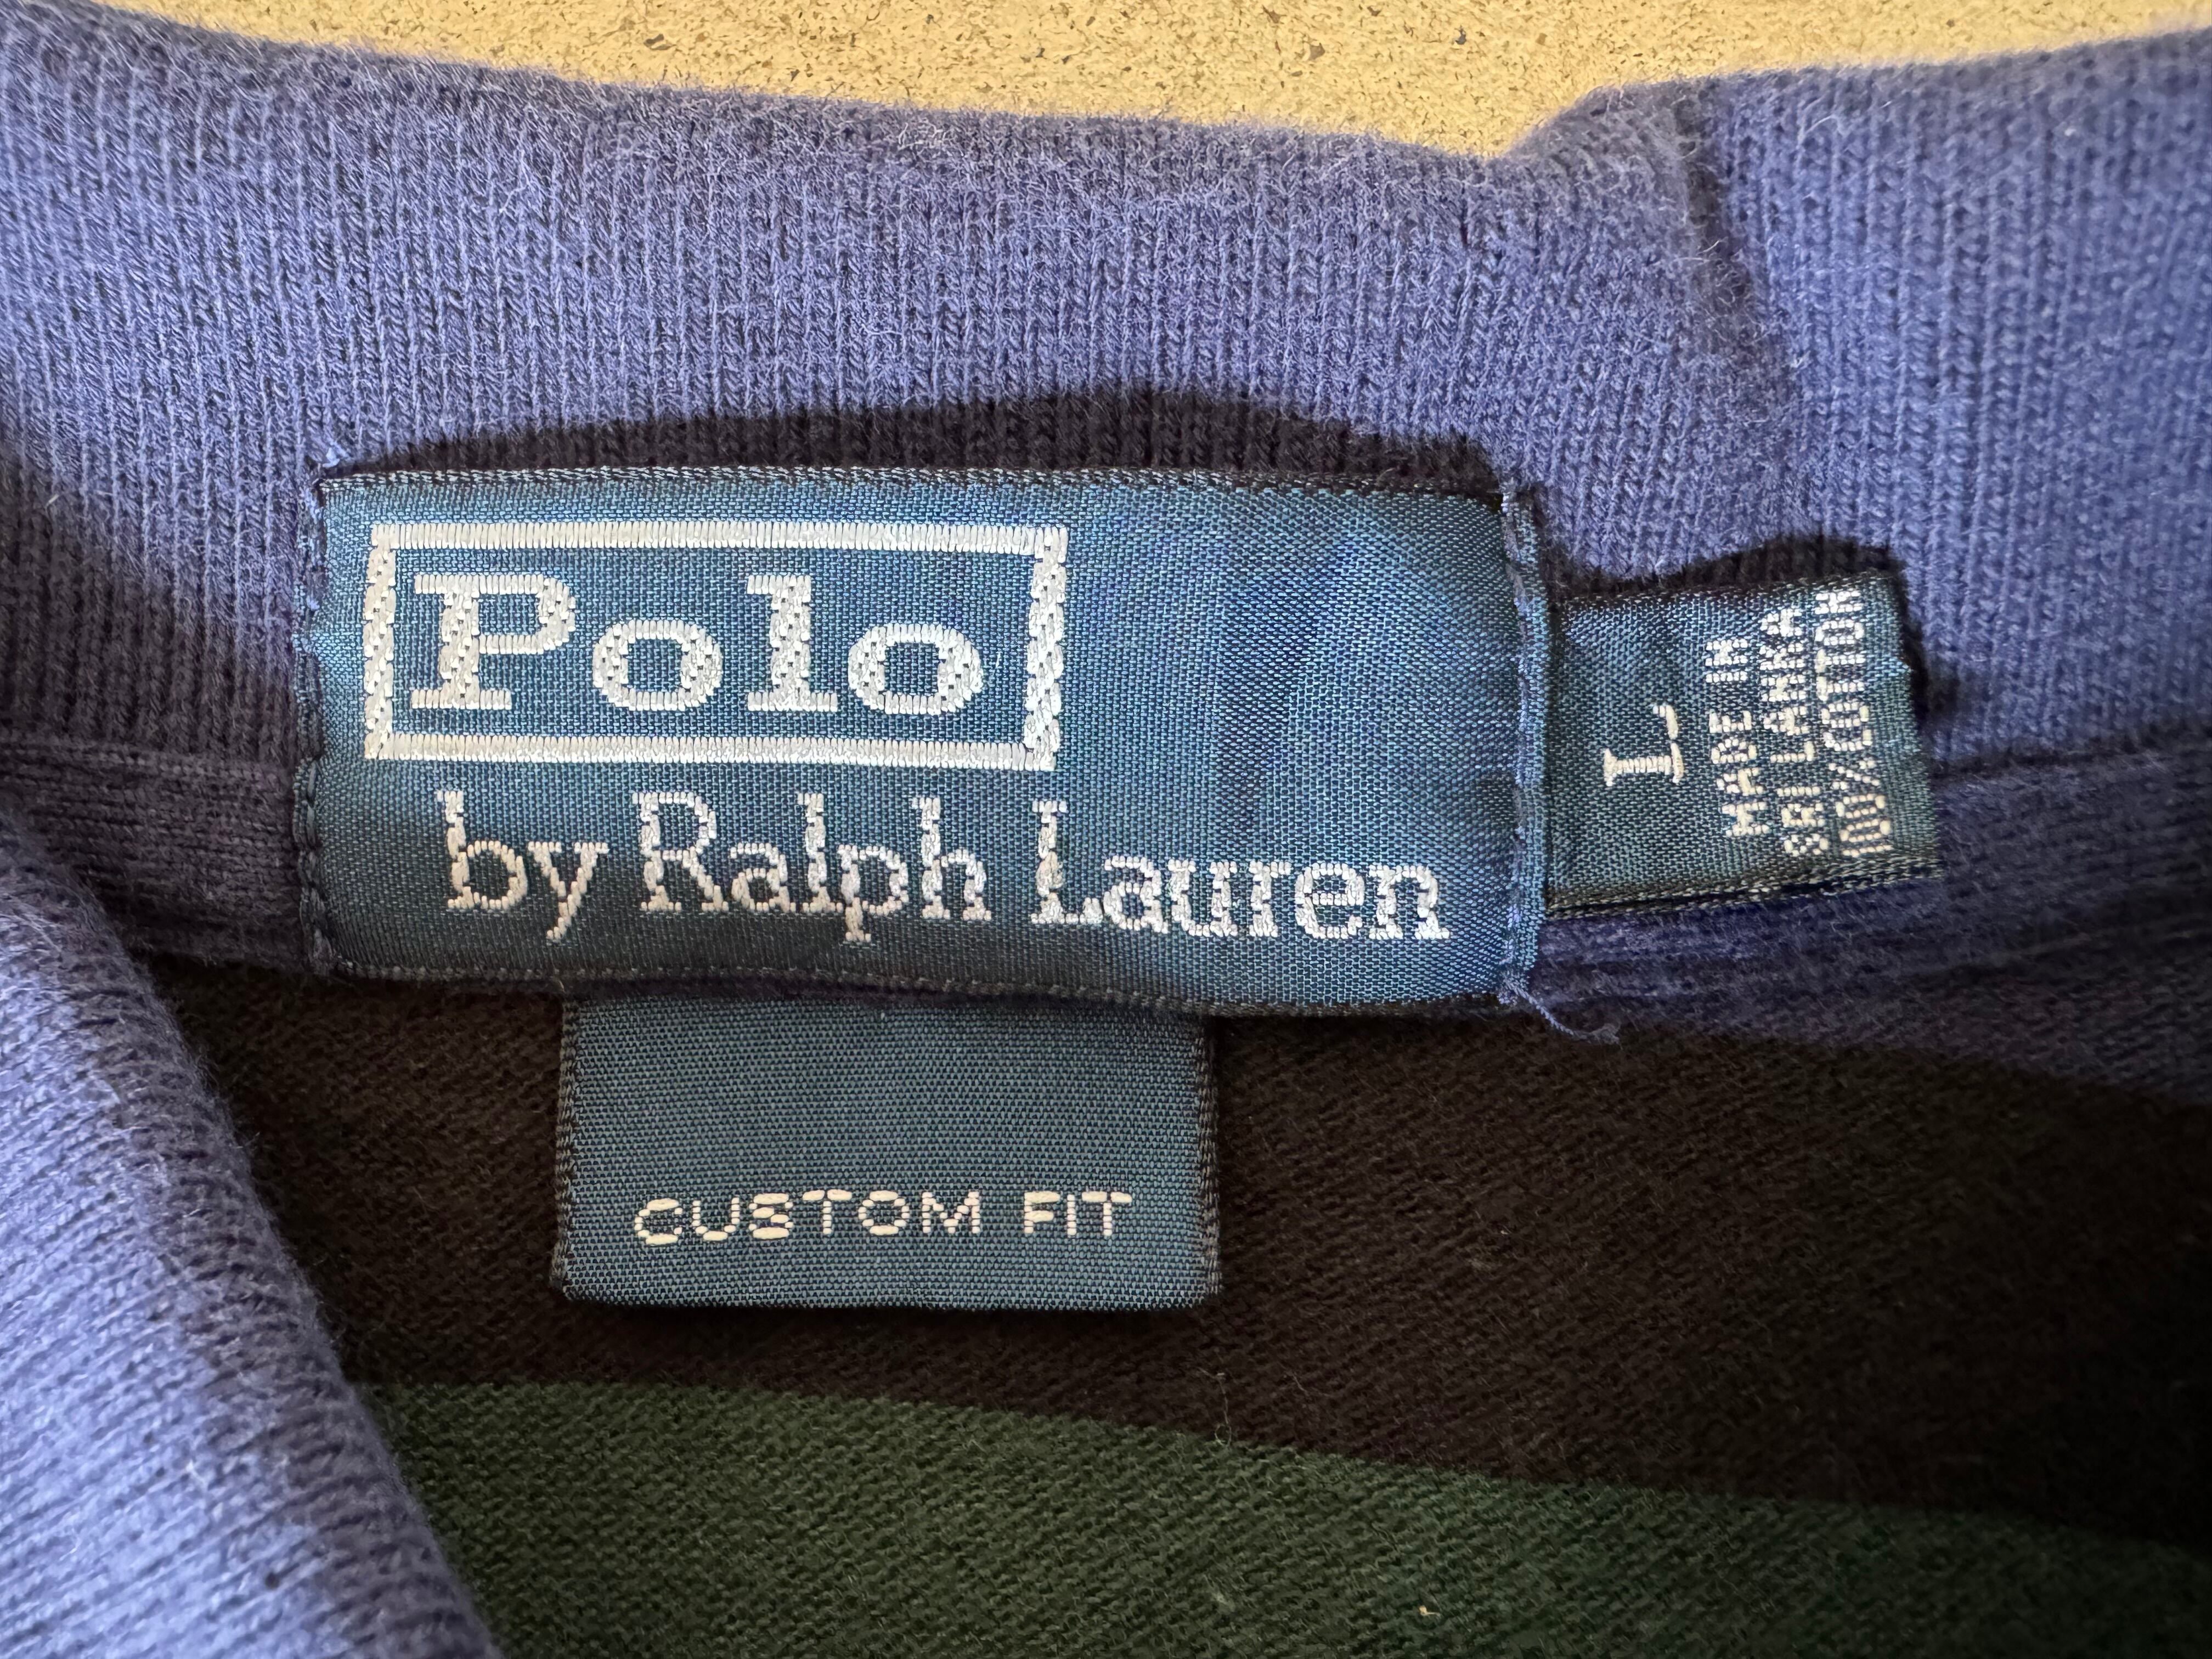 Polo
by Ralph Lauren
L
MADE IN
SRI LANKA
100% COTTON
CUSTOM FIT